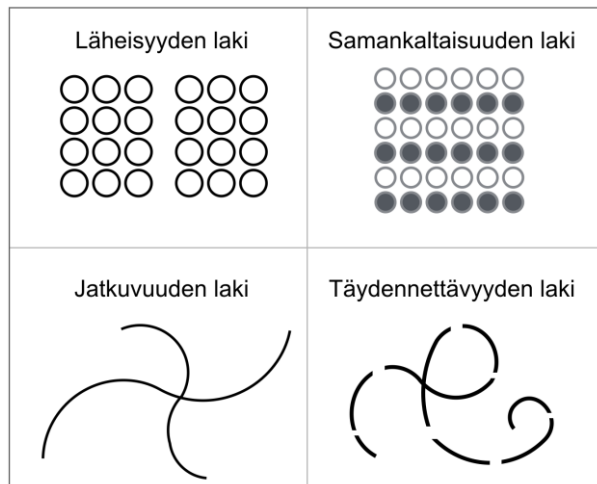 Läheisyyden laki
Samankaltaisuuden laki
Jatkuvuuden laki
Täydennettävyyden laki